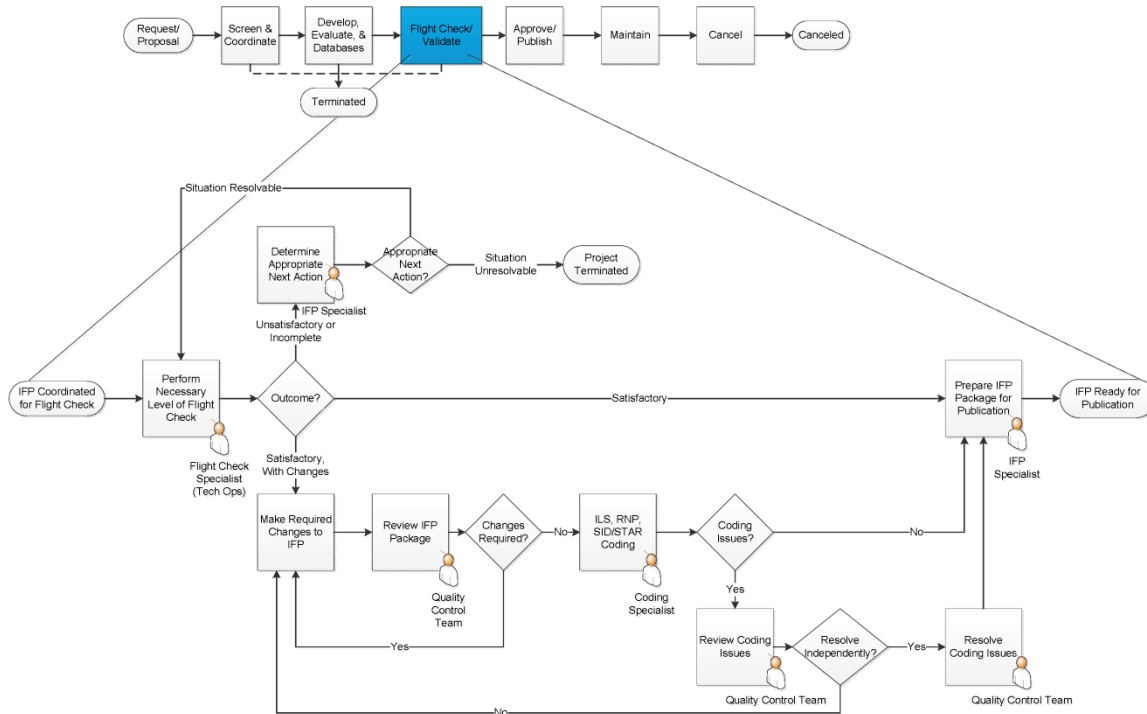 Request/
Proposal
Screen &
Coordinate
Develop,
Evaluate, &
Databases
Flight Check/
Validate
Approve/
Publish
Maintain
Cancel
Canceled
Terminated
Situation Resolvable
Determine
Appropriate
Next Action
IFP Specialist
Appropriate
Next
Action?
Situation
Unresolvable
Project
Terminated
Unsatisfactory or
Incomplete
IFP Coordinated
for Flight Check
Perform
Necessary
Level of Flight
Check
Flight Check
Specialist
(Tech Ops)
Outcome?
Satisfactory
Prepare IFP
Package for
Publication
IFP
Specialist
IFP Ready for
Publication
Satisfactory,
With Changes
Make Required
Changes to
IFP
Review IFP
Package
Quality
Control
Team
Changes
Required?
No
Yes
ILS, RNP,
SID/STAR
Coding
Coding
Specialist
Coding
Issues?
No
Yes
Review Coding
Issues
Quality Control Team
Resolve
Independently?
Yes
No
Resolve
Coding Issues
Quality Control Team